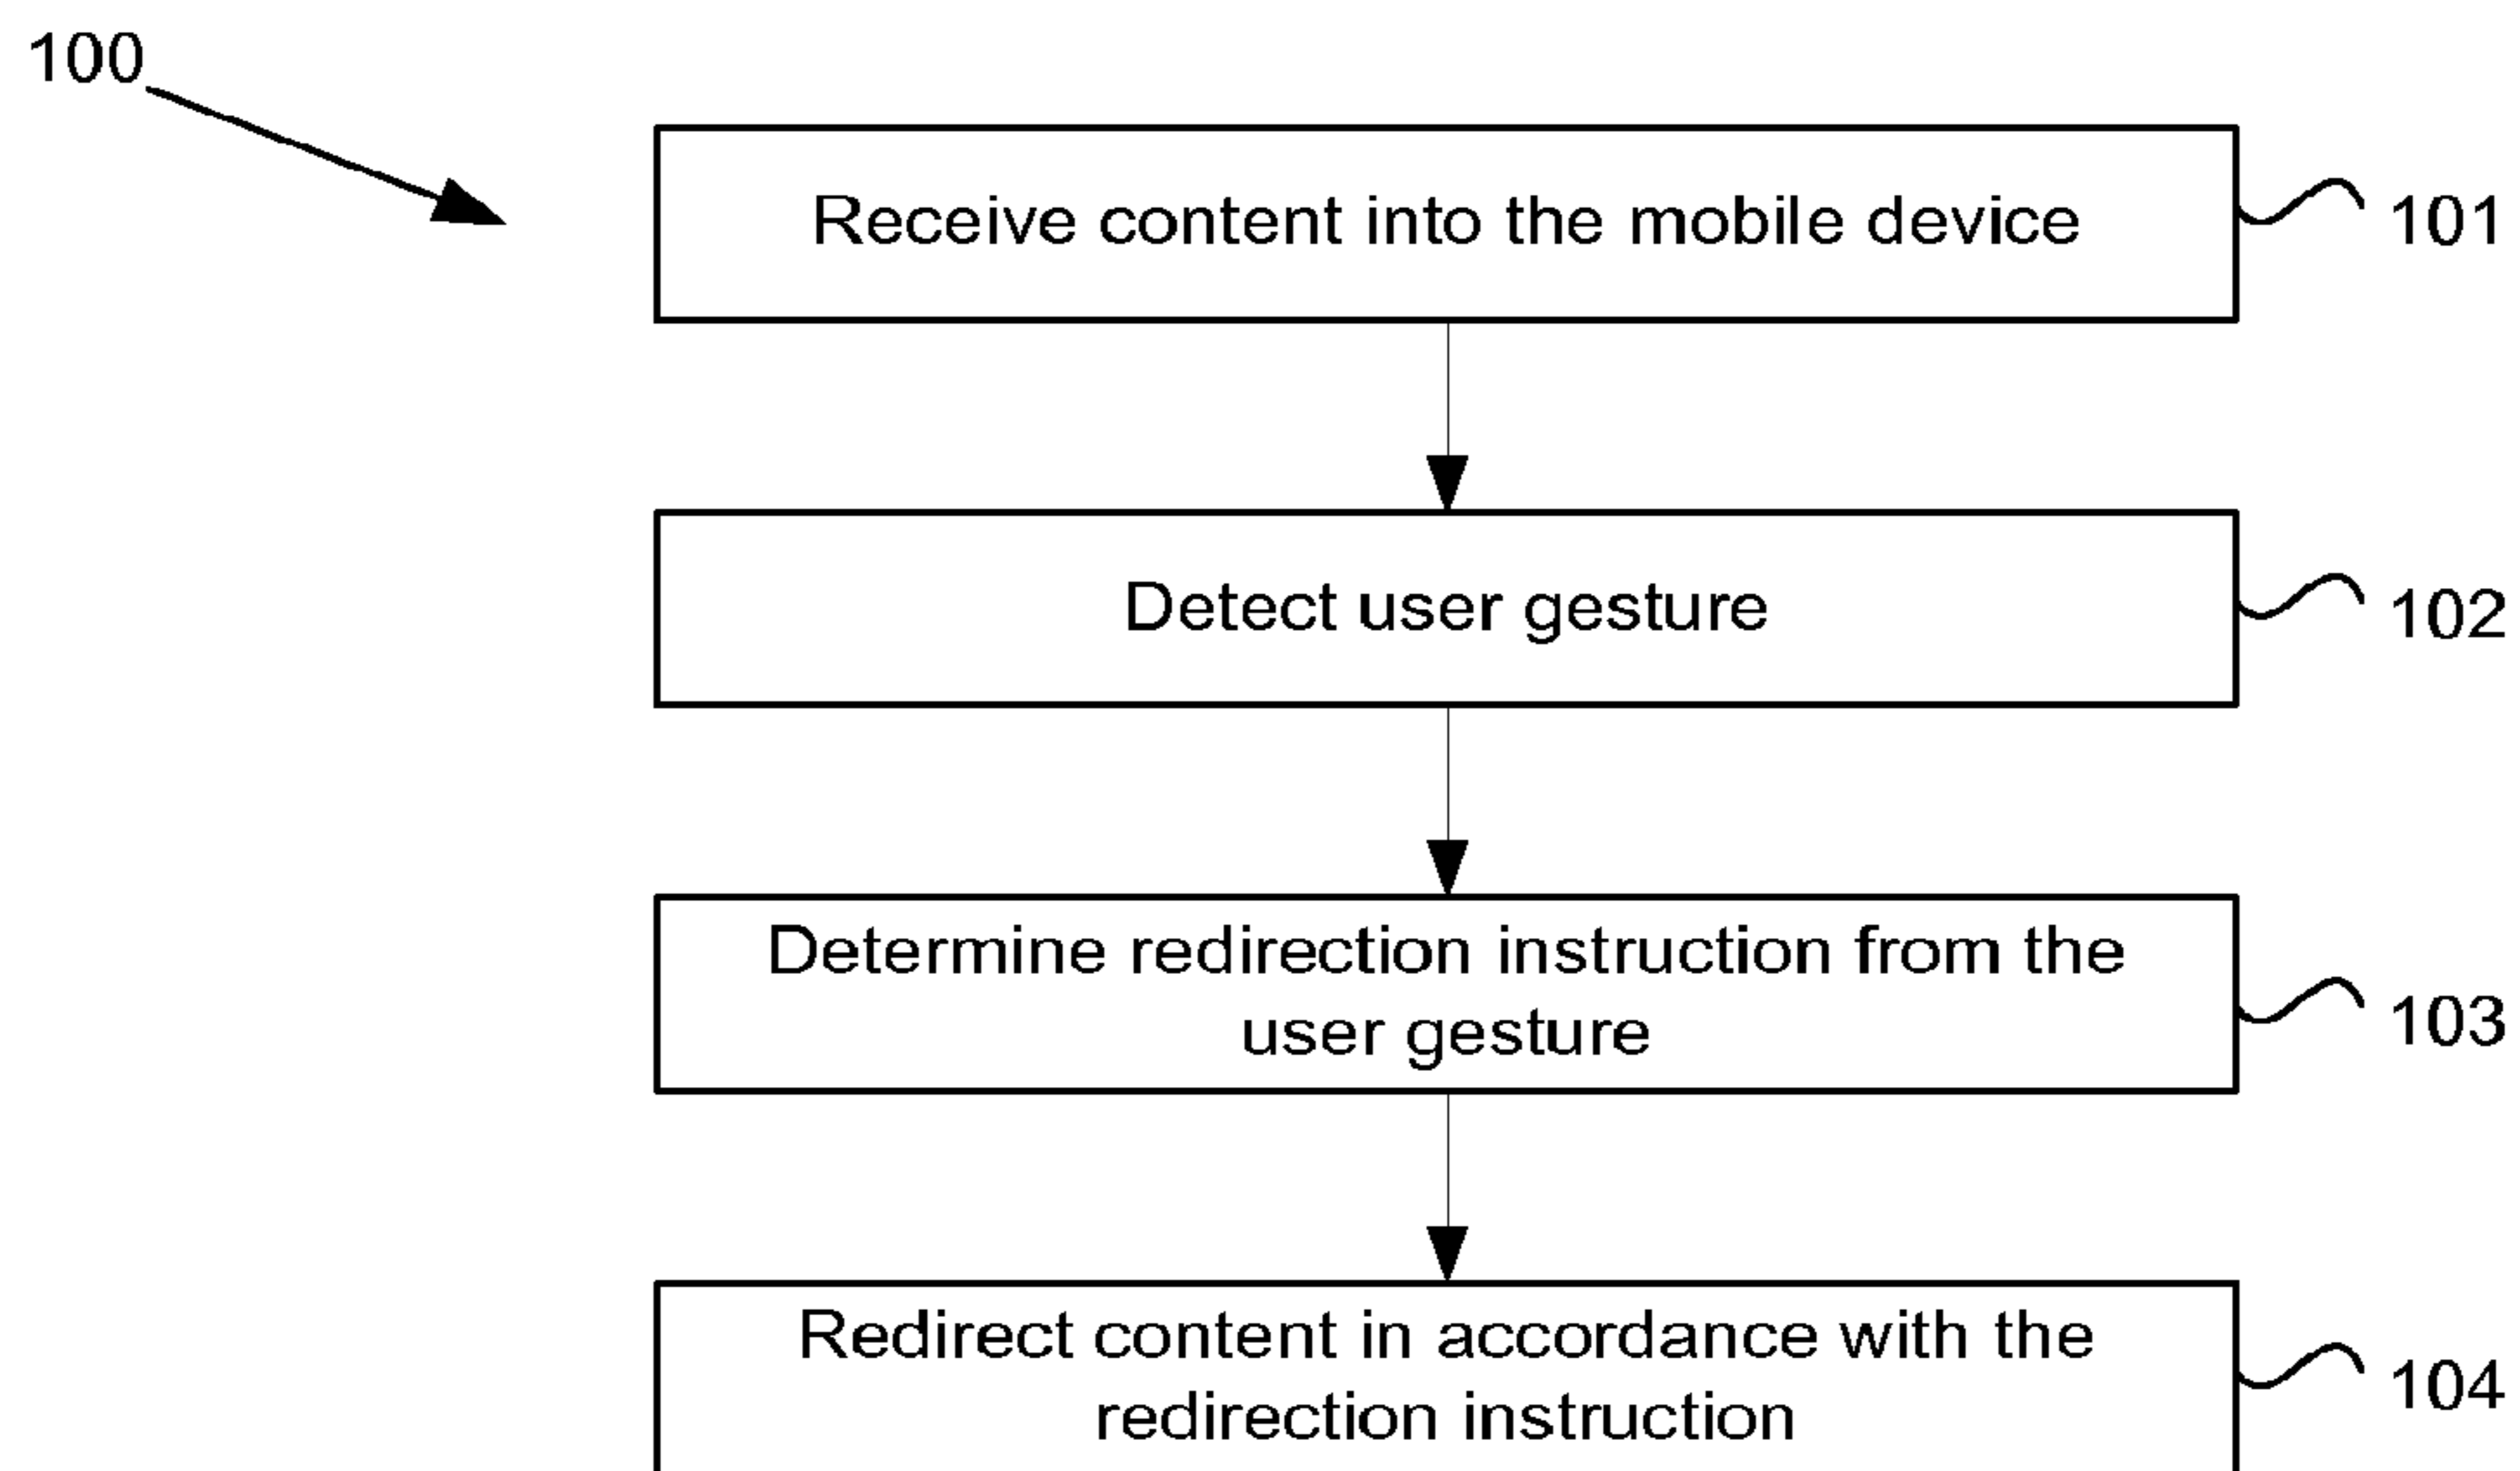 100
Receive content into the mobile device
101
Detect user gesture
102
Determine redirection instruction from the
user gesture
103
Redirect content in accordance with the
redirection instruction
104